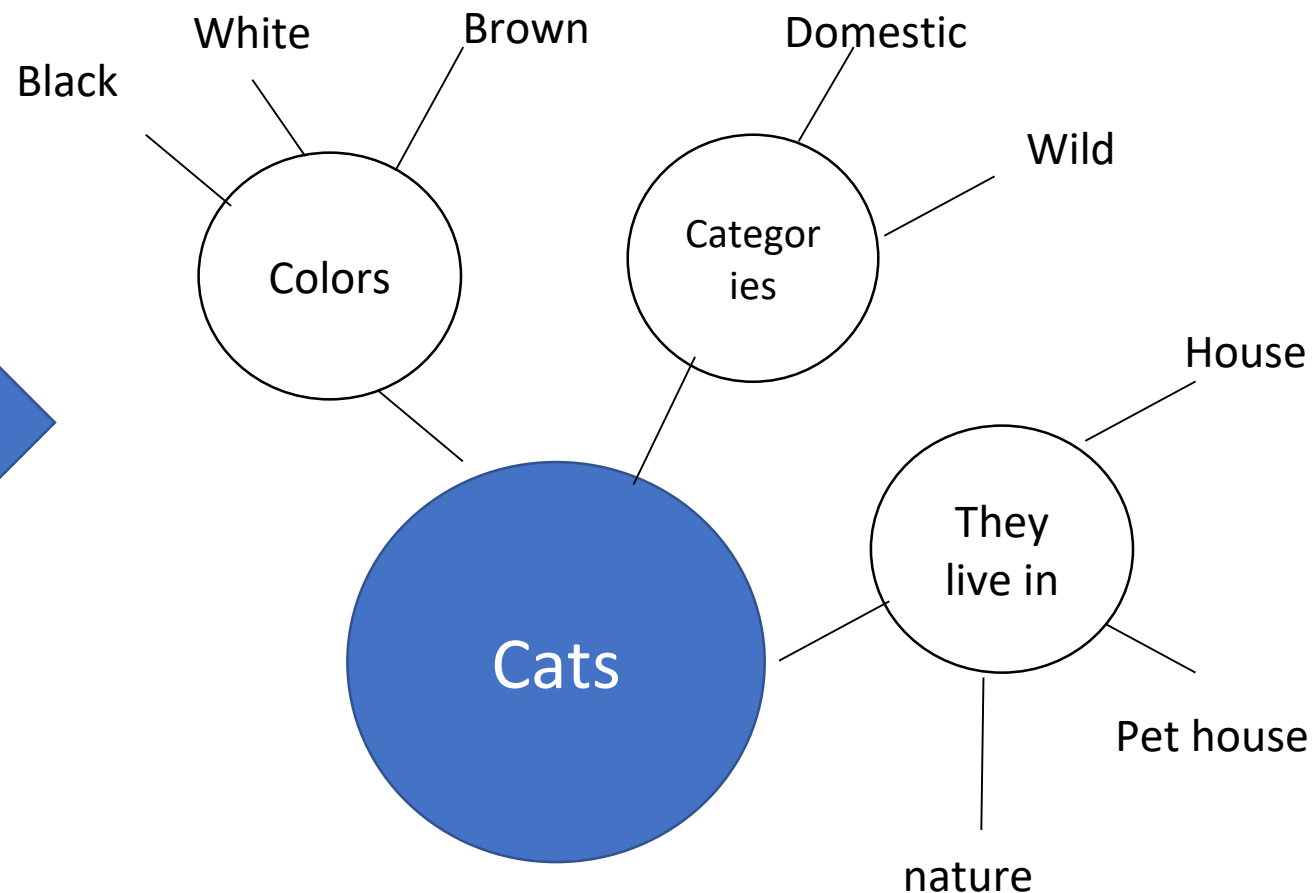 White
Brown
Domestic
Black
Wild
Categor
ies
Colors
House
They
live in
Cats
Pet house
nature